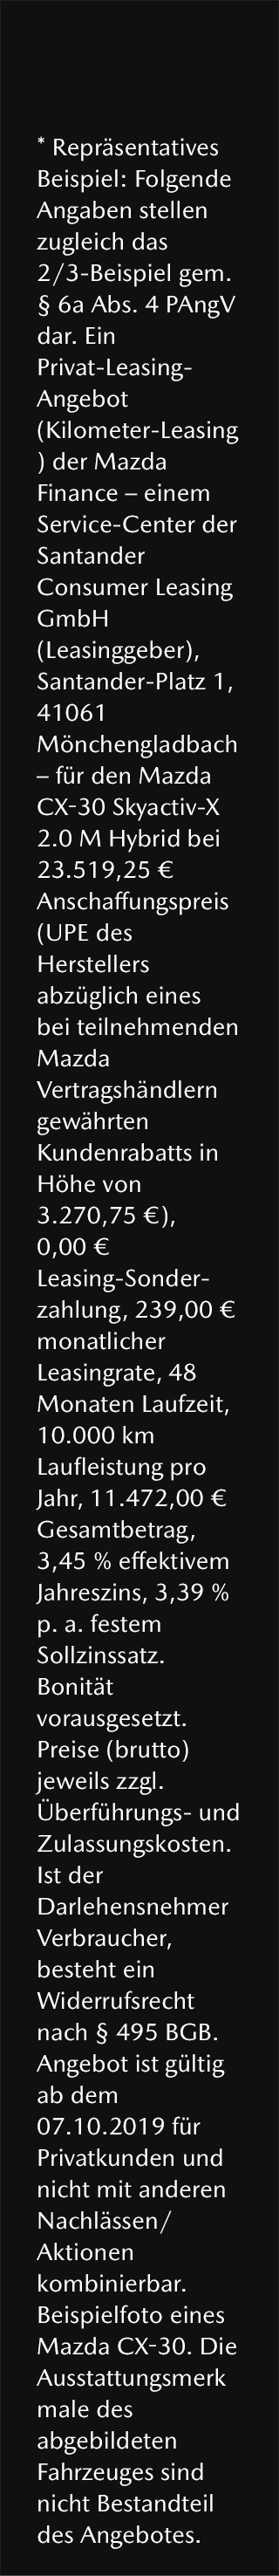 * Repräsentatives
Beispiel: Folgende
Angaben stellen
zugleich das
2/3-Beispiel gem.
§ 6a Abs. 4 PAngV
dar. Ein
Privat-Leasing-
Angebot
(Kilometer-Leasing
) der Mazda
Finance – einem
Service-Center der
Santander
Consumer Leasing
GmbH
(Leasinggeber),
Santander-Platz 1,
41061
Mönchengladbach
– für den Mazda
CX-30 Skyactiv-X
2.0 M Hybrid bei
23.519,25 €
Anschaffungspreis
(UPE des
Herstellers
abzüglich eines
bei teilnehmenden
Mazda
Vertragshändlern
gewährten
Kundenrabatts in
Höhe von
3.270,75 €),
0,00 €
Leasing-Sonder-
zahlung, 239,00 €
monatlicher
Leasingrate, 48
Monaten Laufzeit,
10.000 km
Laufleistung pro
Jahr, 11.472,00 €
Gesamtbetrag,
3,45 % effektivem
Jahreszins, 3,39 %
p. a. festem
Sollzinssatz.
Bonität
vorausgesetzt.
Preise (brutto)
jeweils zzgl.
Überführungs- und
Zulassungskosten.
Ist der
Darlehensnehmer
Verbraucher,
besteht ein
Widerrufsrecht
nach § 495 BGB.
Angebot ist gültig
ab dem
07.10.2019 für
Privatkunden und
nicht mit anderen
Nachlässen/
Aktionen
kombinierbar.
Beispielfoto eines
Mazda CX-30. Die
Ausstattungsmerk
male des
abgebildeten
Fahrzeuges sind
nicht Bestandteil
des Angebotes.